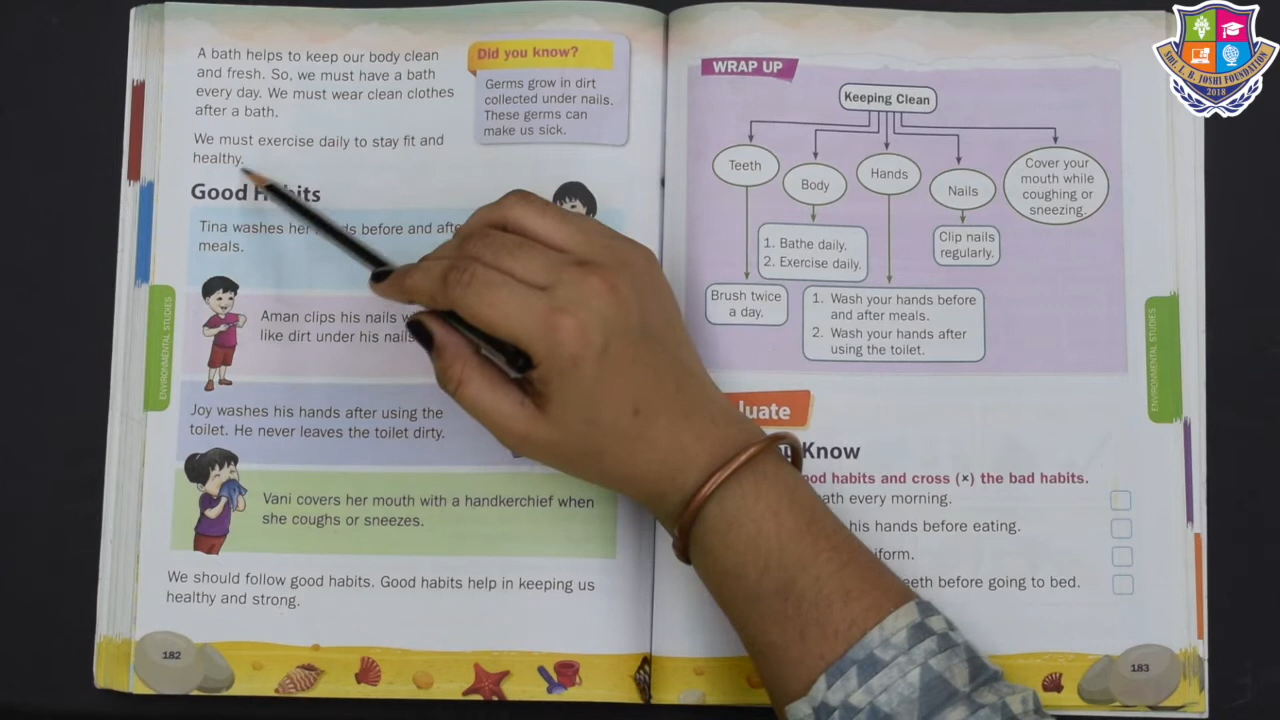 A bath helps to keep our body clean
and fresh. So, we must have a bath
every day. We must wear clean clothes
after a bath.
We must exercise daily to stay fit and
healthy.
Did you know?
Germs grow in dirt
collected under nails.
These germs can
make us sick.
Good
Tina washes her before and
meals.
Aman clips his nails
like dirt under his nails
Joy washes his hands after using the
toilet. He never leaves the toilet dirty.
Vani covers her mouth with a handkerchief when
she coughs or sneezes.
We should follow good habits. Good habits help in keeping us
healthy and strong.
ENVIRONMENTAL STUDIES
182
WRAP UP
Keeping Clean
Teeth
Body
Hands
Nails
Cover your
mouth while
coughing or
sneezing.
1. Bathe daily.
2. Exercise daily.
Clip nails
regularly.
Brush twice
a day.
1. Wash your hands before
and after meals.
2. Wash your hands after
using the toilet.
Know
habits and cross (×) the bad habits.
every morning.
his hands before eating.
before going to bed.
ENVIRONMENTAL STUDIES
183
SHL. L. B. JOSHI FOUNDATION
2018